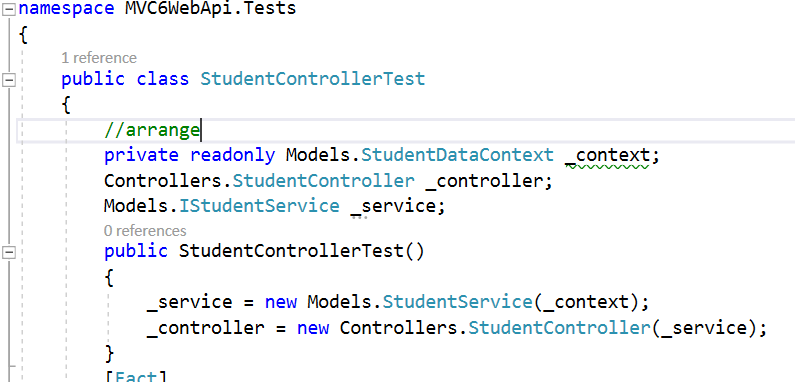 namespace MVC6WebApi.Tests
{
1 reference
public class StudentControllerTest
{
//arrange
private readonly Models.StudentDataContext _context;
Controllers.StudentController _controller;
Models.IStudentService _service;
0 references
public StudentControllerTest()
{
_service = new Models.StudentService(_context);
_controller = new Controllers.StudentController(_service);
}
[Fact]